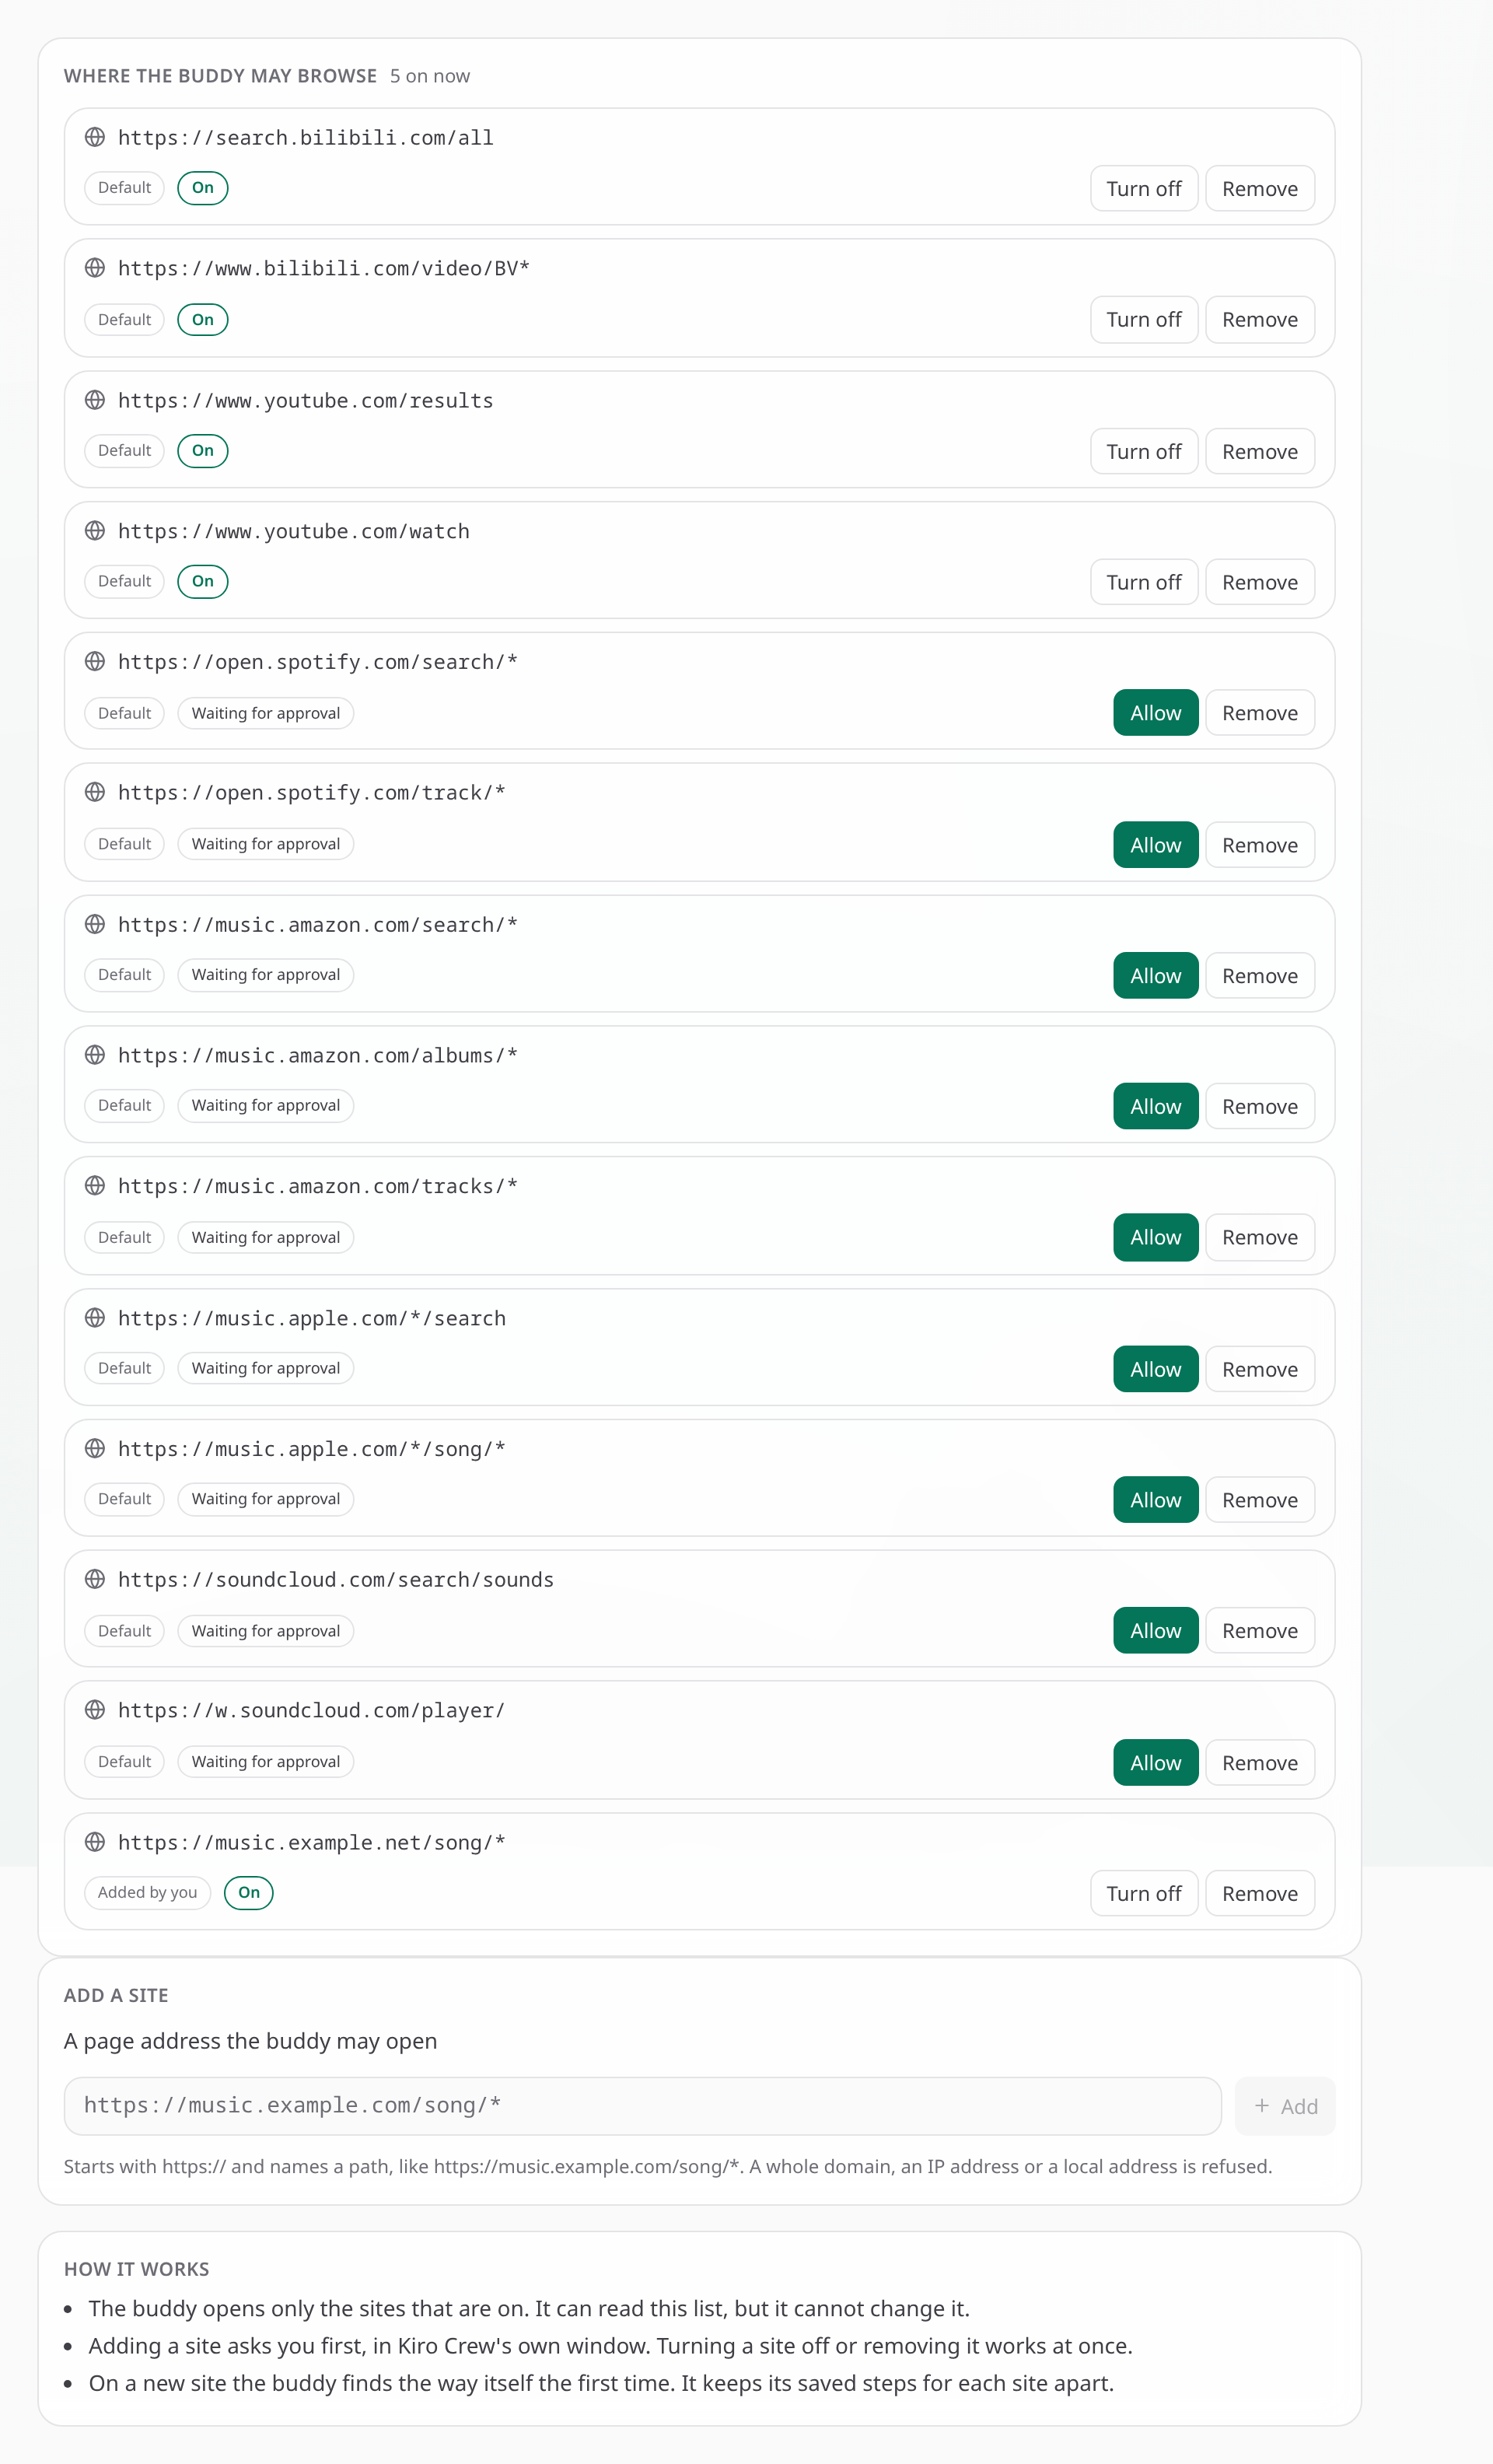 WHERE THE BUDDY MAY BROWSE 5 on now
https://search.bilibili.com/all
Default On Turn off Remove
https://www.bilibili.com/video/BV*
Default On Turn off Remove
https://www.youtube.com/results
Default On Turn off Remove
https://www.youtube.com/watch
Default On Turn off Remove
https://open.spotify.com/search/*
Default Waiting for approval Allow Remove
https://open.spotify.com/track/*
Default Waiting for approval Allow Remove
https://music.amazon.com/search/*
Default Waiting for approval Allow Remove
https://music.amazon.com/albums/*
Default Waiting for approval Allow Remove
https://music.amazon.com/tracks/*
Default Waiting for approval Allow Remove
https://music.apple.com/*/search
Default Waiting for approval Allow Remove
https://music.apple.com/*/song/*
Default Waiting for approval Allow Remove
https://soundcloud.com/search/sounds
Default Waiting for approval Allow Remove
https://w.soundcloud.com/player/
Default Waiting for approval Allow Remove
https://music.example.net/song/*
Added by you On Turn off Remove
ADD A SITE
A page address the buddy may open
https://music.example.com/song/* + Add
Starts with https:// and names a path, like https://music.example.com/song/*. A whole domain, an IP address or a local address is refused.
HOW IT WORKS
• The buddy opens only the sites that are on. It can read this list, but it cannot change it.
• Adding a site asks you first, in Kiro Crew's own window. Turning a site off or removing it works at once.
• On a new site the buddy finds the way itself the first time. It keeps its saved steps for each site apart.